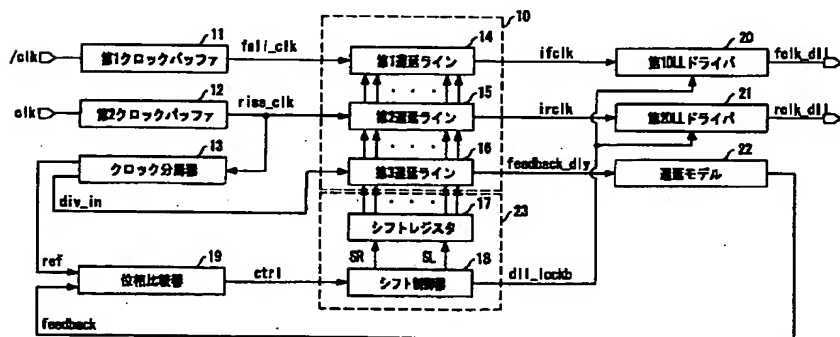 10
11
14
20
/clk
第1クロックバッファ
fall_clk
第1遅延ライン
ifclk
第1DLLドライバ
fclk_dll
12
15
21
clk
第2クロックバッファ
rise_clk
第2遅延ライン
irclk
第2DLLドライバ
rclk_dll
13
16
22
クロック分周器
第3遅延ライン
feedback_dly
遅延モデル
div_in
17
23
シフトレジスタ
SR
SL
19
18
ref
位相比較器
ctrl
シフト制御器
dll_lockb
feedback